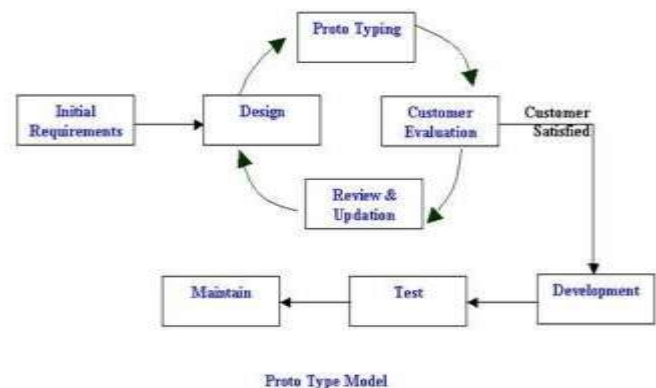 Proto Typing
Initial
Requirements
Design
Customer
Evaluation
Customer
Satisfied
Review &
Updation
Maintain
Test
Development
Proto Type Model